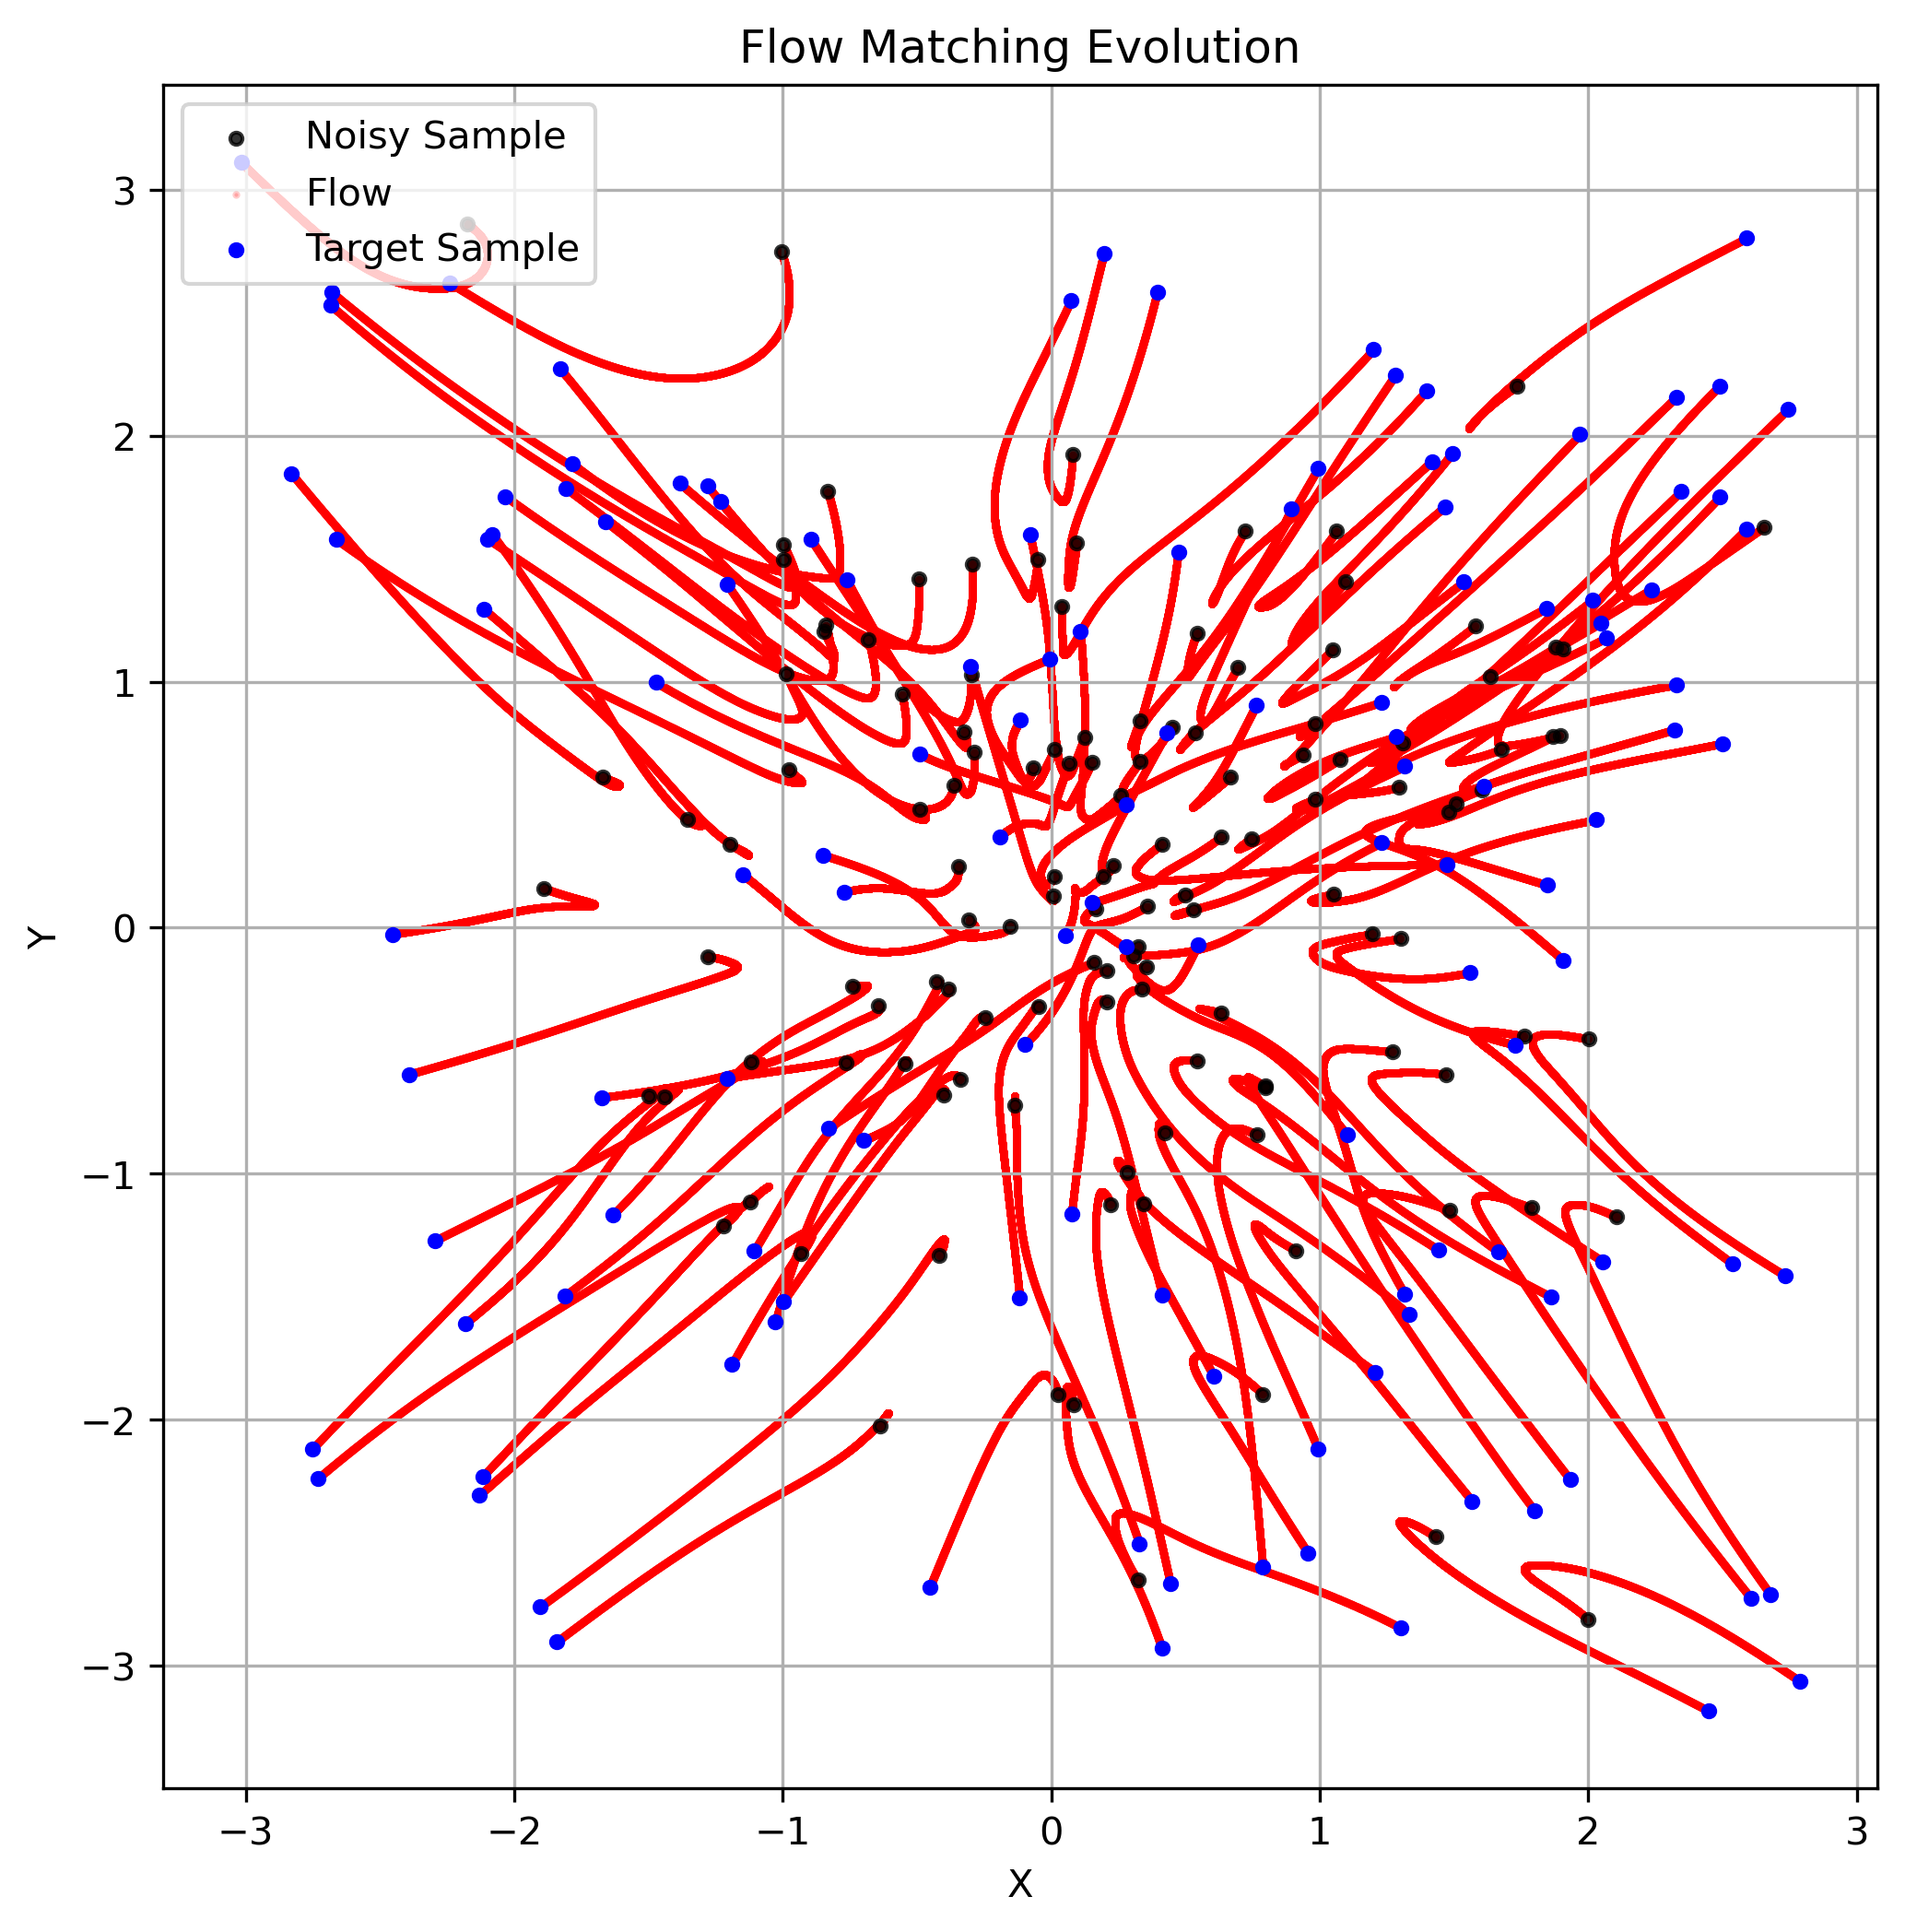 Flow Matching Evolution
Noisy Sample
Flow
Target Sample
3
2
1
0
−1
−2
−3
Y
−3 −2 −1 0 1 2 3
X